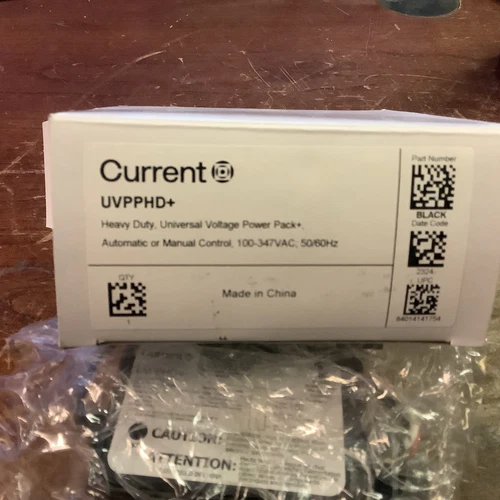 Current
UVPPHD+
Heavy Duty, Universal Voltage Power Pack+,
Automatic or Manual Control, 100-347VAC, 50/60Hz
QTY
1
Made in China
Part Number
BLACK
Date Code
2324
UPC
Current
CAUTION:
ATTENTION: